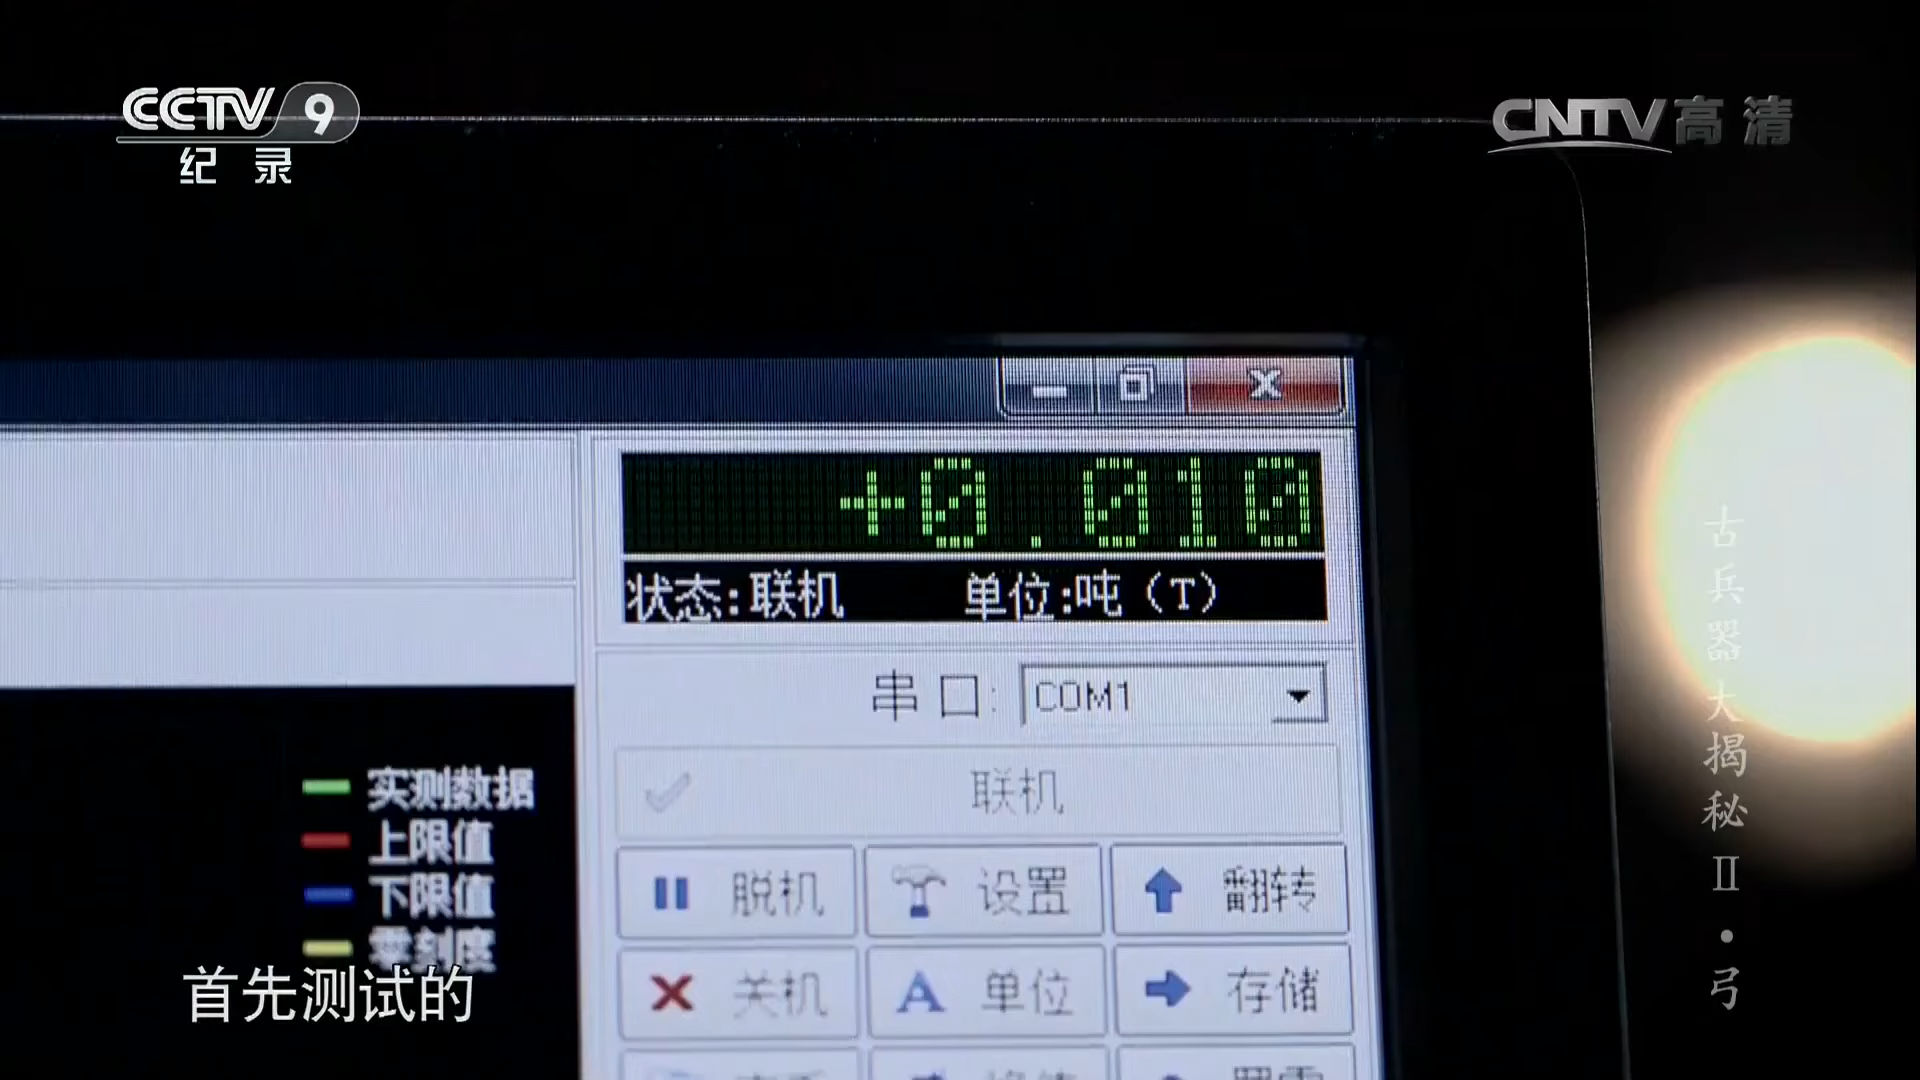 CCTV 9
纪录
CNTV高清
+0.010
状态:联机 单位:吨(T)
串口: COM1
联机
实测数据
上限值
下限值
零刻度
脱机 设置 翻转
关机 单位 存储
首先测试的
古兵器大揭秘Ⅱ·弓